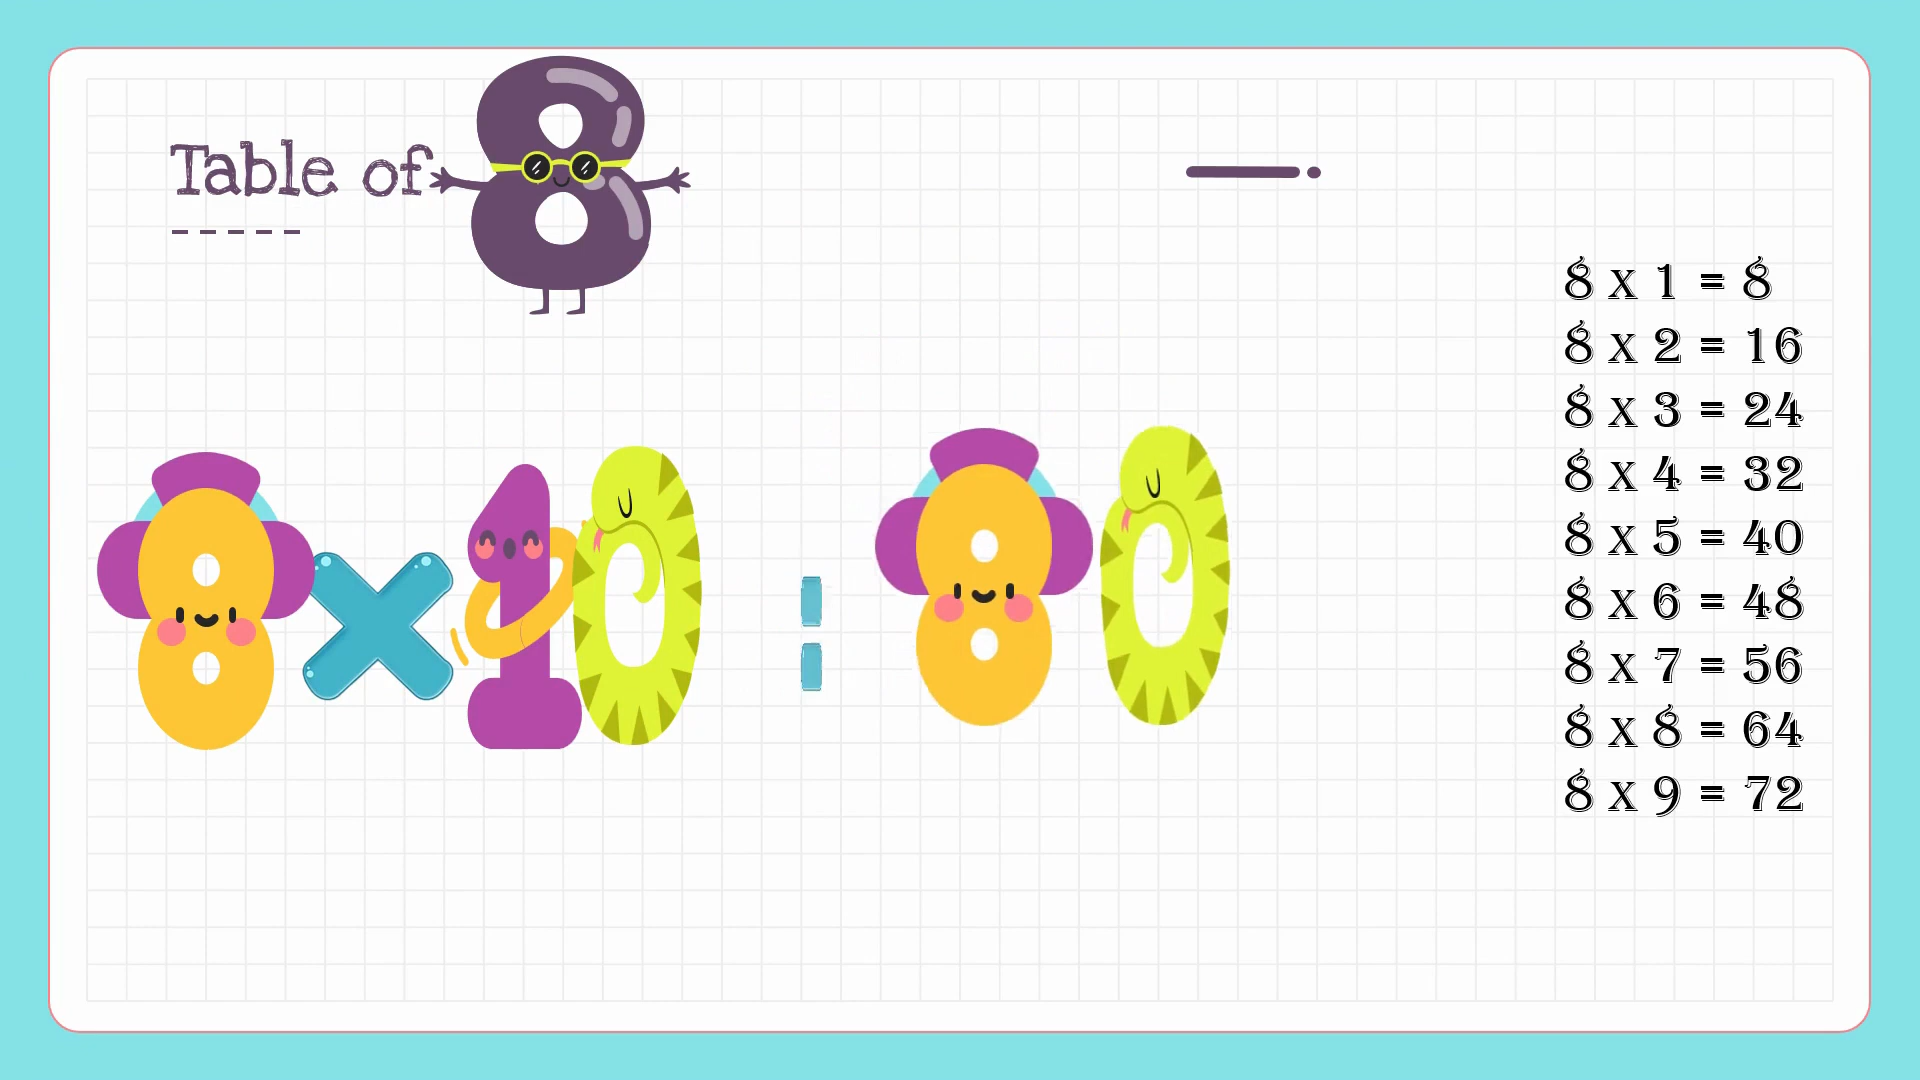 Table of 8
8 x 10 = 80
8 x 1 = 8
8 x 2 = 16
8 x 3 = 24
8 x 4 = 32
8 x 5 = 40
8 x 6 = 48
8 x 7 = 56
8 x 8 = 64
8 x 9 = 72